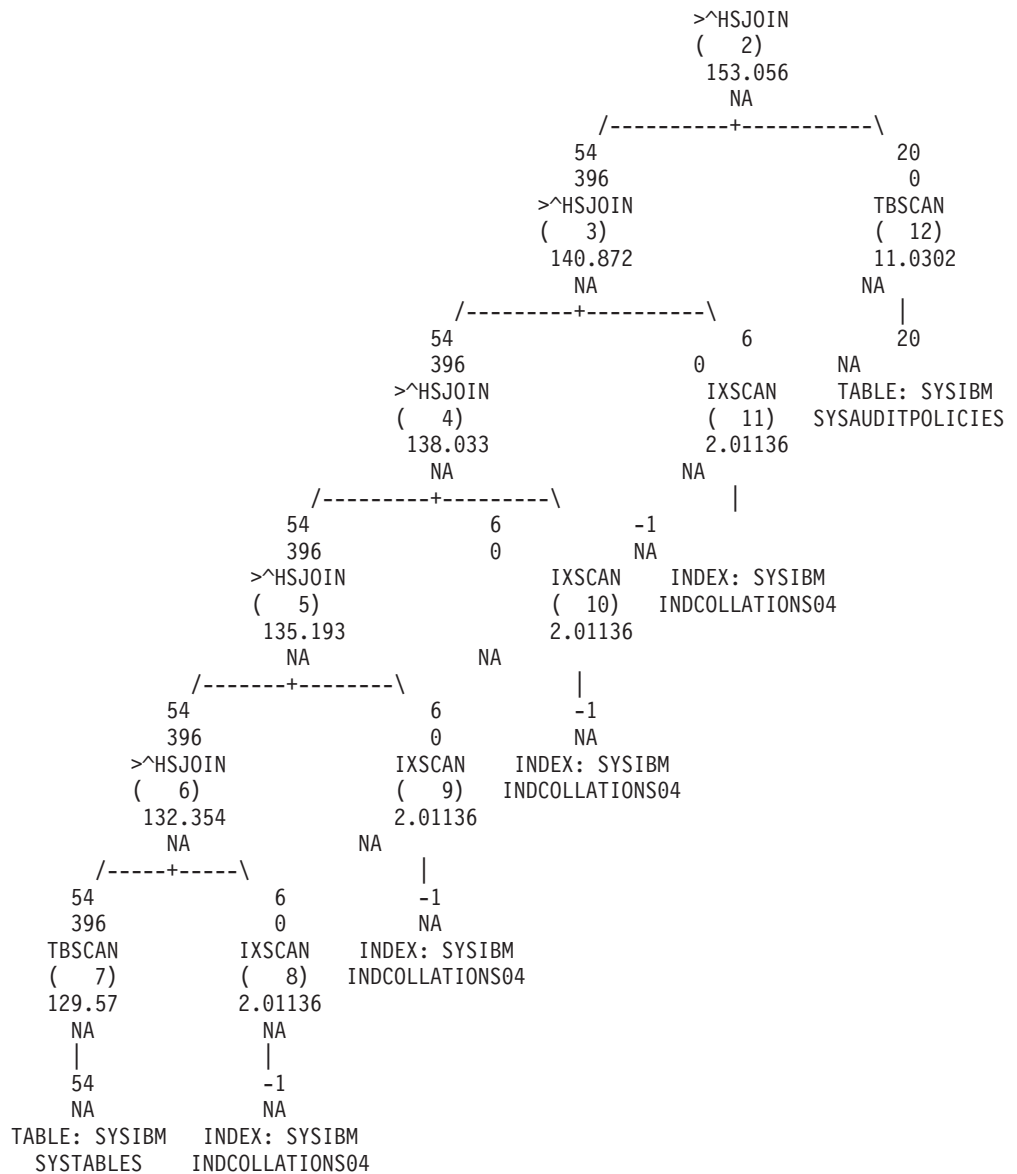 >^HSJOIN
( 2)
153.056
NA
/----------+-----------\
54 20
396 0
>^HSJOIN TBSCAN
( 3) ( 12)
140.872 11.0302
NA NA
/---------+----------\ |
54 6 20
396 0 NA
>^HSJOIN IXSCAN TABLE: SYSIBM
( 4) ( 11) SYSAUDITPOLICIES
138.033 2.01136
NA NA
/---------+---------\ |
54 6 -1
396 0 NA
>^HSJOIN IXSCAN INDEX: SYSIBM
( 5) ( 10) INDCOLLATIONS04
135.193 2.01136
NA NA
/-------+--------\ |
54 6 -1
396 0 NA
>^HSJOIN IXSCAN INDEX: SYSIBM
( 6) ( 9) INDCOLLATIONS04
132.354 2.01136
NA NA
/-----+-----\ |
54 6 -1
396 0 NA
TBSCAN IXSCAN INDEX: SYSIBM
( 7) ( 8) INDCOLLATIONS04
129.57 2.01136
NA NA
| |
54 -1
NA NA
TABLE: SYSIBM INDEX: SYSIBM
SYSTABLES INDCOLLATIONS04